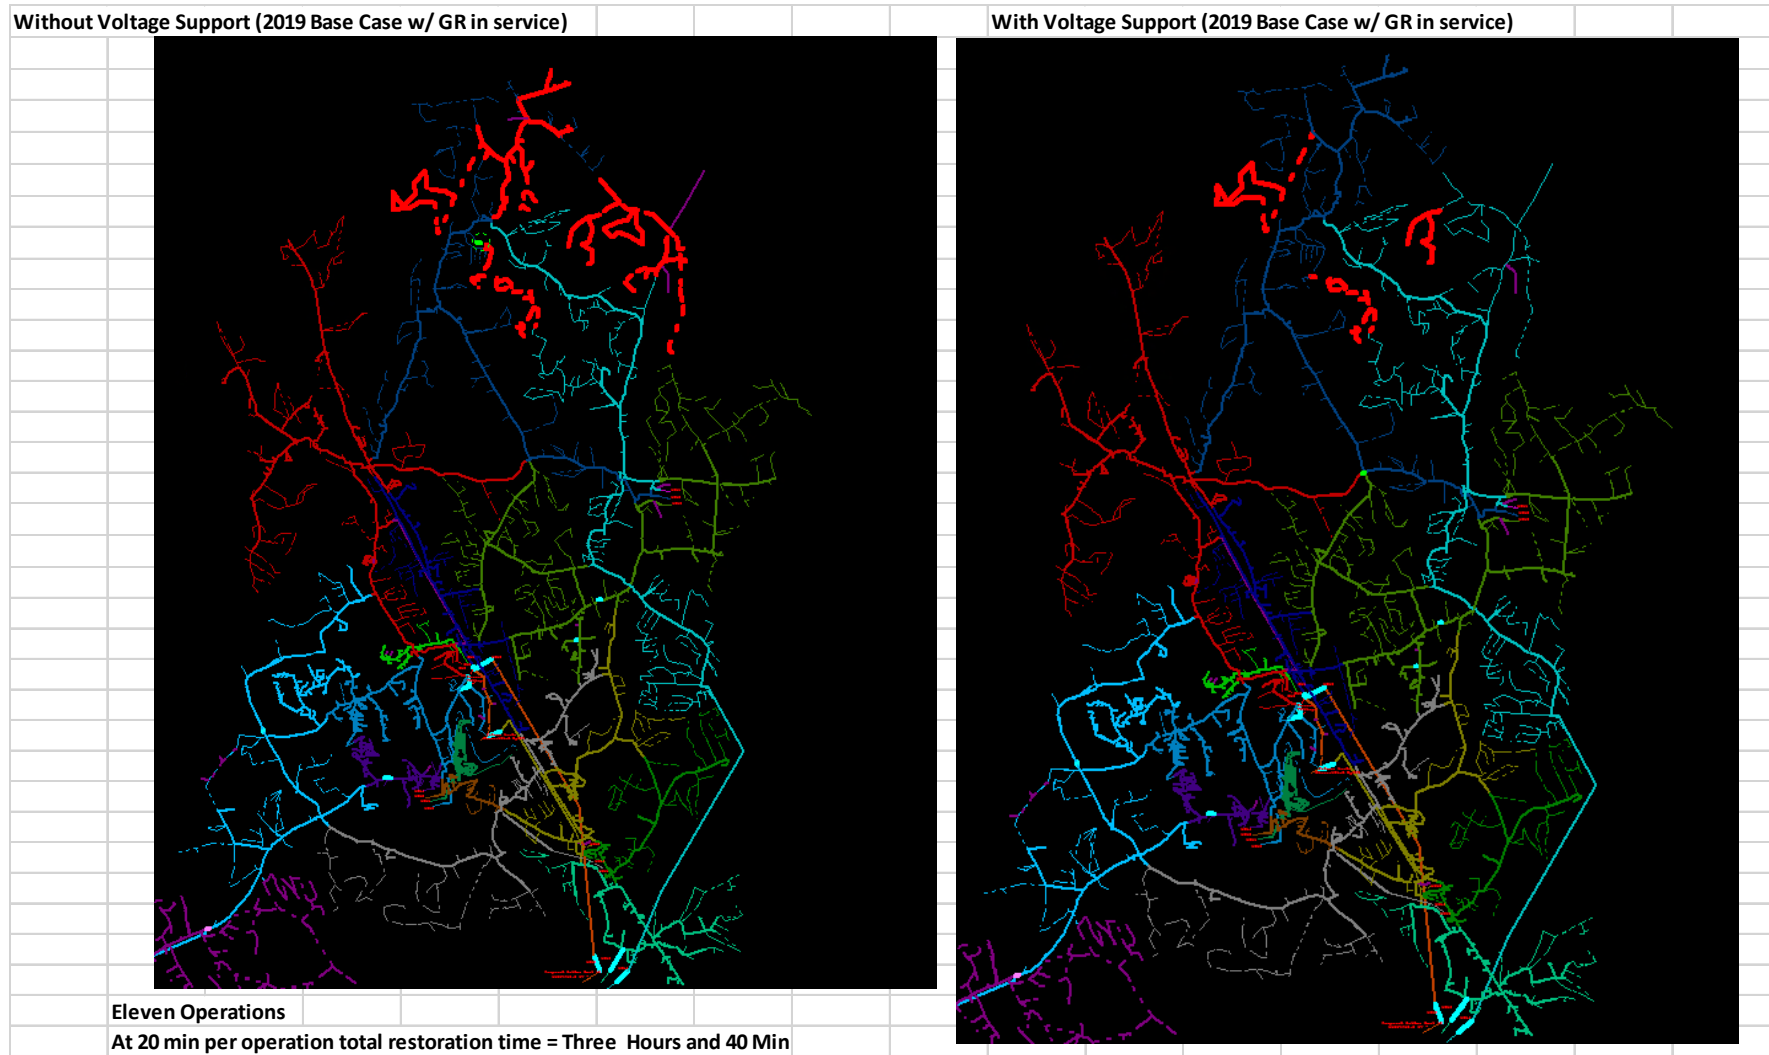 Without Voltage Support (2019 Base Case w/ GR in service)
With Voltage Support (2019 Base Case w/ GR in service)
Eleven Operations
At 20 min per operation total restoration time = Three  Hours and 40 Min